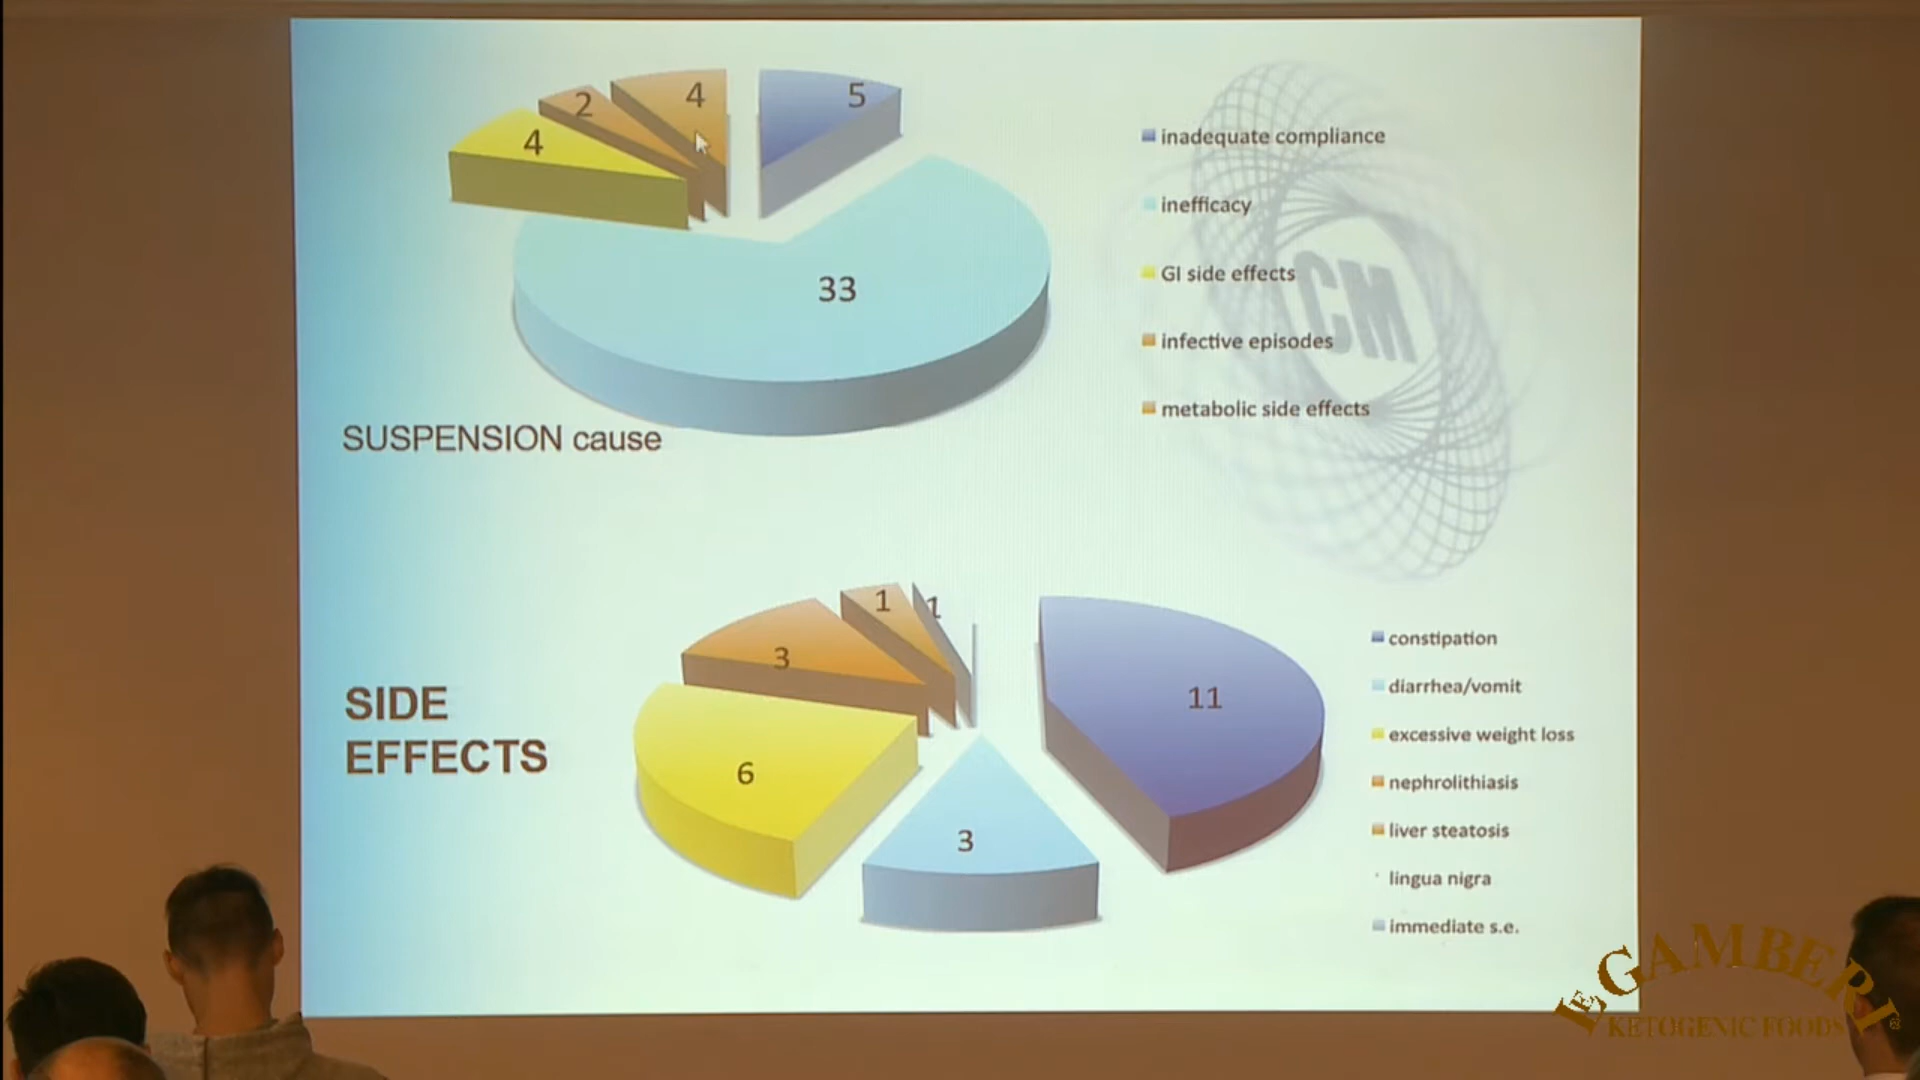 4
2
4
5
33
inadequate compliance
inefficacy
GI side effects
infective episodes
metabolic side effects
CM
SUSPENSION cause
SIDE
EFFECTS
1
1
3
11
6
3
constipation
diarrhea/vomit
excessive weight loss
nephrolithiasis
liver steatosis
lingua nigra
immediate s.e.
LE GAMBERI
KETOGENIC FOODS